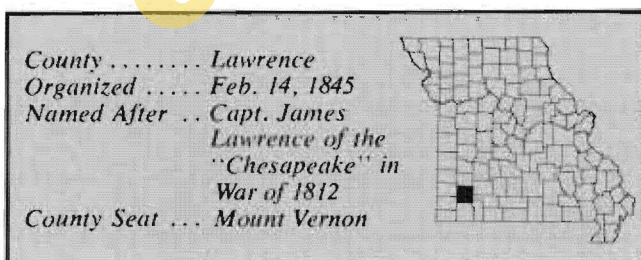 County ........ Lawrence
Organized ..... Feb. 14, 1845
Named After .. Capt. James
Lawrence of the
"Chesapeake" in
War of 1812
County Seat ... Mount Vernon